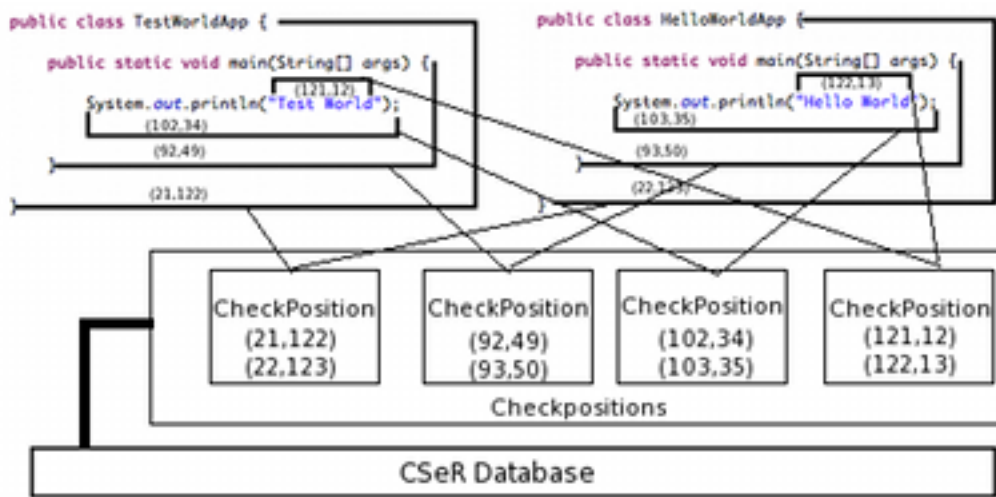 public class TestWorldApp {
public static void main(String[] args) {
(121,12)
System.out.println("Test World");
(102,34)
(92,49)
}
(21,122)
}
public class HelloWorldApp {
public static void main(String[] args) {
(122,13)
System.out.println("Hello World");
(103,35)
(93,50)
}
(22,123)
}
CheckPosition
(21,122)
(22,123)
CheckPosition
(92,49)
(93,50)
CheckPosition
(102,34)
(103,35)
CheckPosition
(121,12)
(122,13)
Checkpositions
CSeR Database